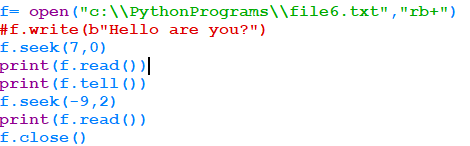 f= open("c:\\PythonPrograms\\file6.txt","rb+")
#f.write(b"Hello are you?")
f.seek(7,0)
print(f.read())
print(f.tell())
f.seek(-9,2)
print(f.read())
f.close()